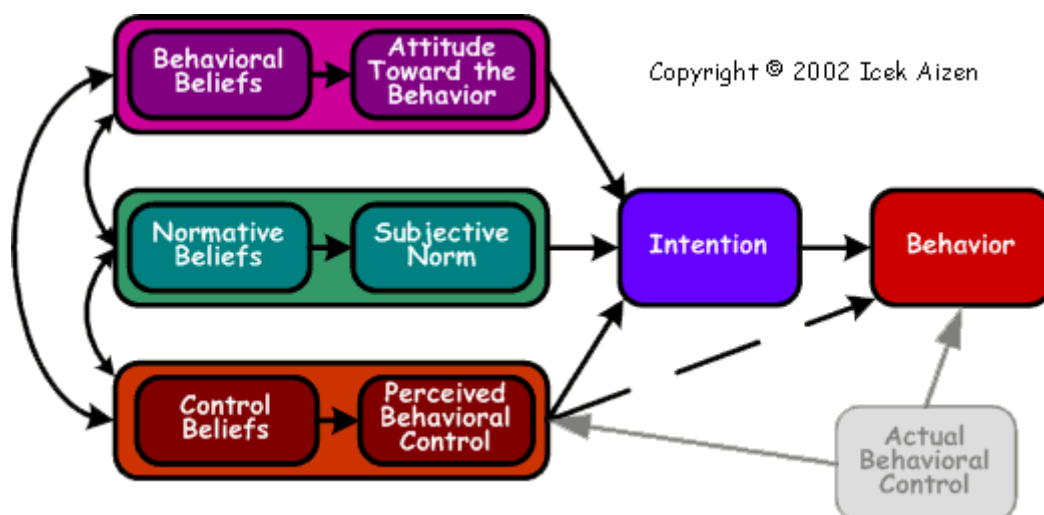 Behavioral
Beliefs
Attitude
Toward the
Behavior
Copyright © 2002 Icek Aizen
Normative
Beliefs
Subjective
Norm
Intention
Behavior
Control
Beliefs
Perceived
Behavioral
Control
Actual
Behavioral
Control